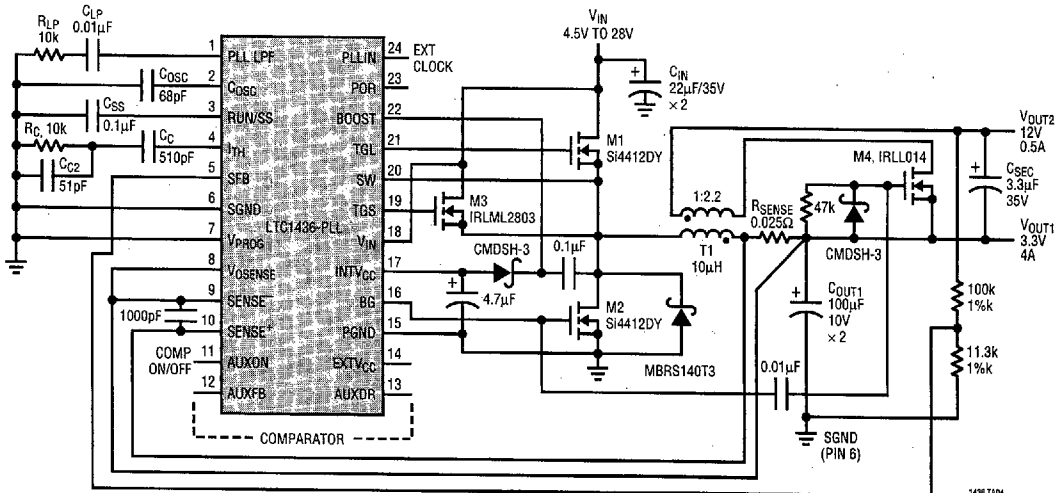 VIN
4.5V TO 28V
RLP
10k
CLP
0.01µF
COSC
68pF
CSS
0.1µF
RC, 10k
CC
510pF
CC2
51pF
1
2
3
4
5
6
7
8
9
10
11
12
PLL LPF
COSC
RUN/SS
ITH
SFB
SGND
VPROG
VOSENSE
SENSE–
SENSE+
AUXON
AUXFB
LTC1436-PLL
PLLIN
POR
BOOST
TGL
SW
TGS
VIN
INTVCC
BG
PGND
EXTVCC
AUXDR
24
23
22
21
20
19
18
17
16
15
14
13
EXT
CLOCK
1000pF
COMP
ON/OFF
COMPARATOR
CIN
22µF/35V
× 2
M1
Si4412DY
M3
IRLML2803
CMDSH-3
0.1µF
4.7µF
M2
Si4412DY
MBRS140T3
1:2.2
T1
10µH
RSENSE
0.025Ω
47k
CMDSH-3
M4, IRLL014
VOUT2
12V
0.5A
CSEC
3.3µF
35V
VOUT1
3.3V
4A
COUT1
100µF
10V
× 2
0.01µF
100k
1%k
11.3k
1%k
SGND
(PIN 6)